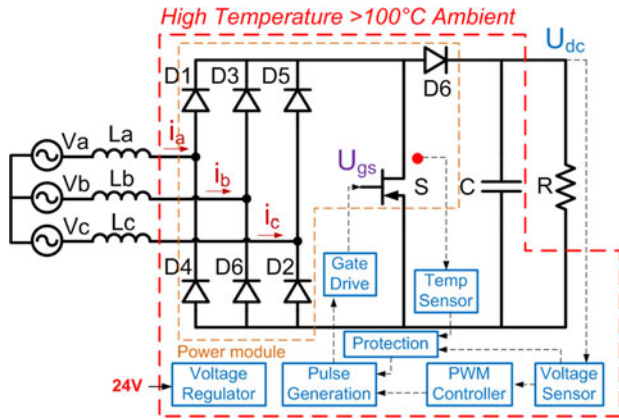 High Temperature >100°C Ambient
Udc
D1
D3
D5
D6
Va
La
ia
Ugs
Vb
Lb
ib
S
C
R
Vc
Lc
ic
D4
D6
D2
Gate
Drive
Temp
Sensor
Power module
Protection
24V
Voltage
Regulator
Pulse
Generation
PWM
Controller
Voltage
Sensor